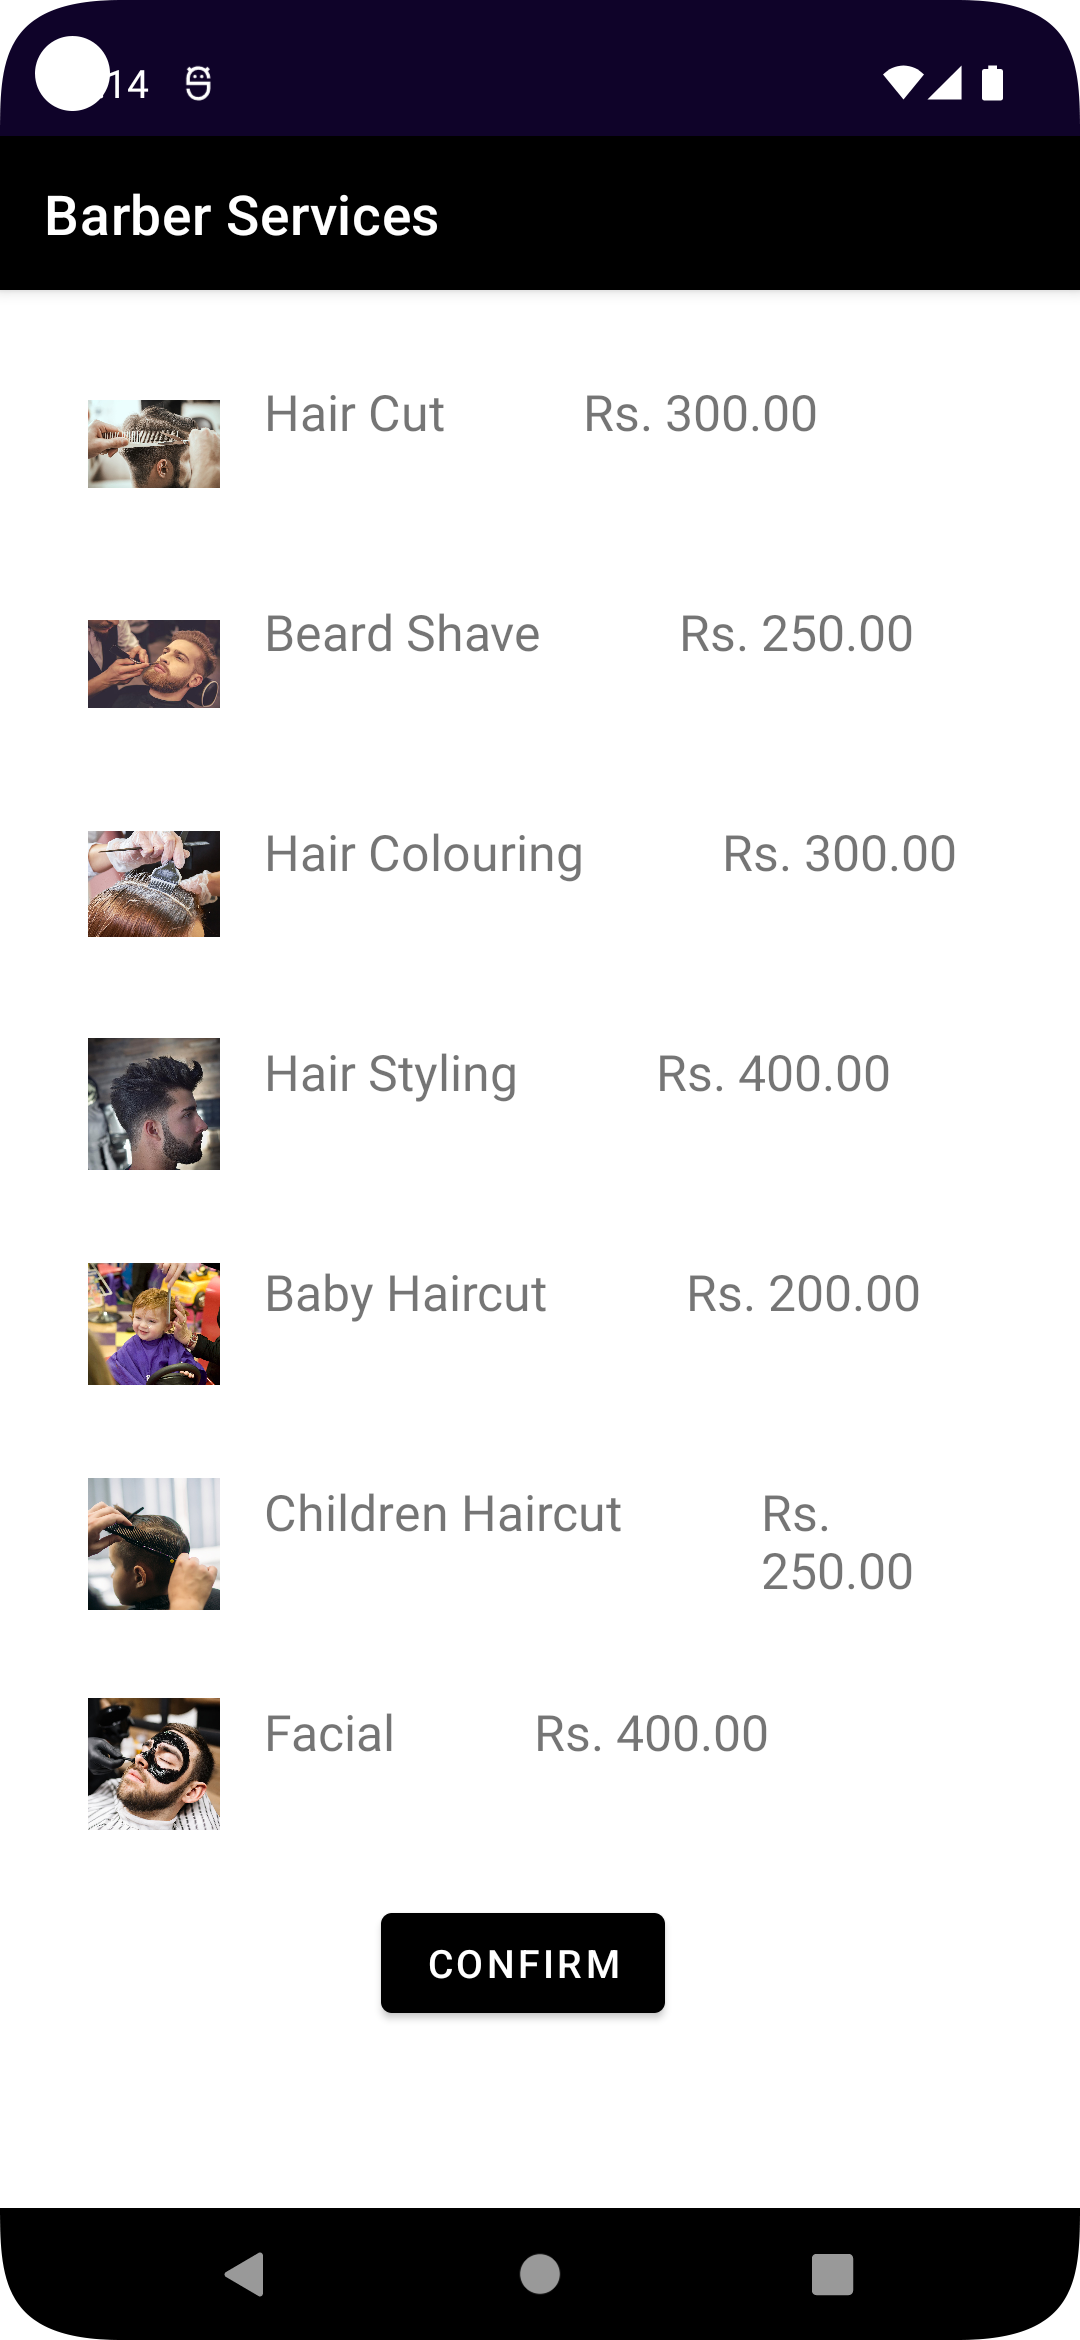 14
Barber Services
Hair Cut Rs. 300.00
Beard Shave Rs. 250.00
Hair Colouring Rs. 300.00
Hair Styling Rs. 400.00
Baby Haircut Rs. 200.00
Children Haircut Rs.
250.00
Facial Rs. 400.00
CONFIRM